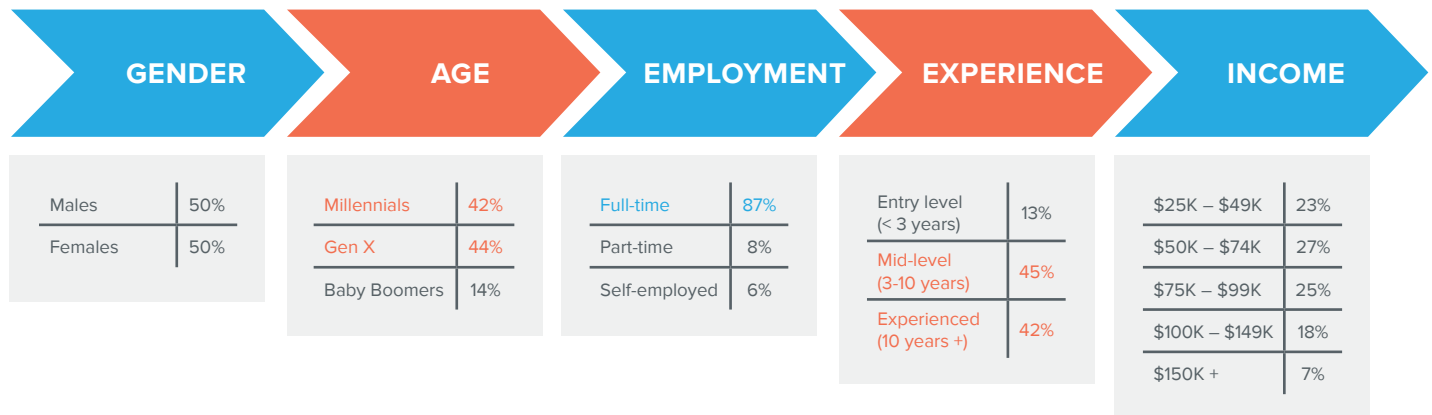 GENDER
AGE
EMPLOYMENT
EXPERIENCE
INCOME
Males 50%
Females 50%
Millennials 42%
Gen X 44%
Baby Boomers 14%
Full-time 87%
Part-time 8%
Self-employed 6%
Entry level
(< 3 years) 13%
Mid-level
(3-10 years) 45%
Experienced
(10 years +) 42%
$25K – $49K 23%
$50K – $74K 27%
$75K – $99K 25%
$100K – $149K 18%
$150K + 7%